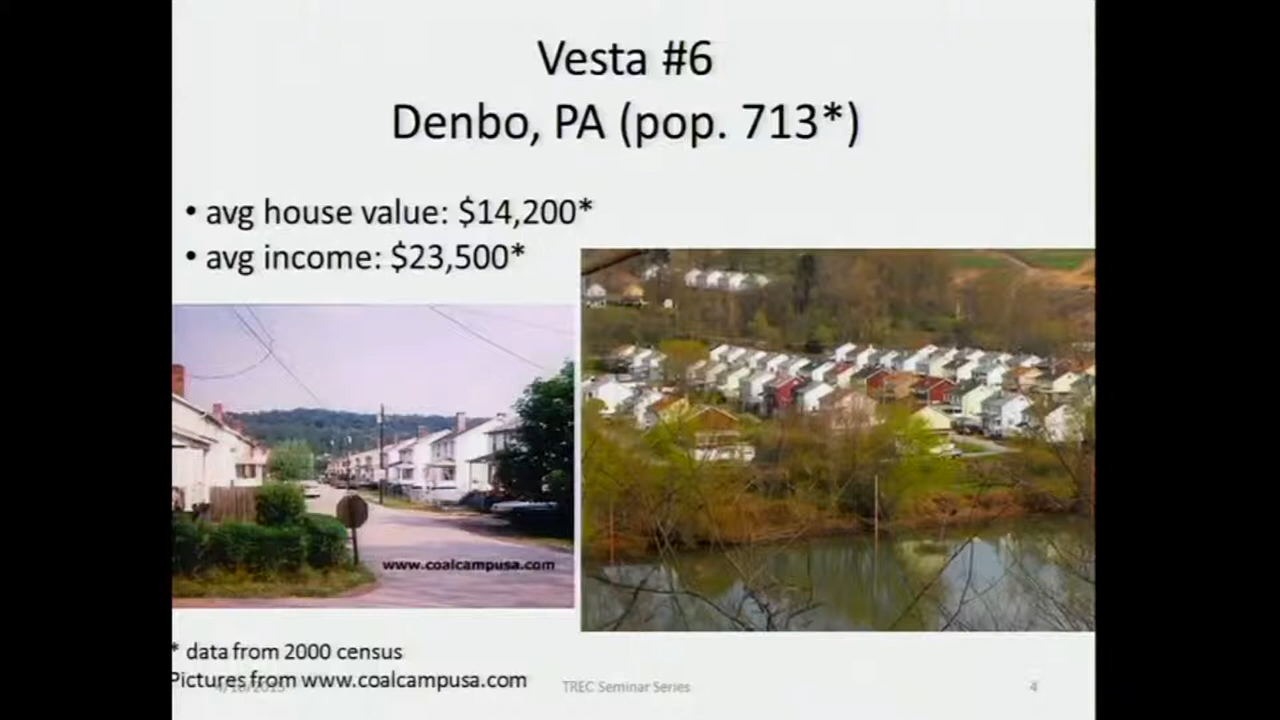 Vesta #6
Denbo, PA (pop. 713*)
• avg house value: $14,200*
• avg income: $23,500*
www.coalcampusa.com
* data from 2000 census
Pictures from www.coalcampusa.com
TREC Seminar Series
4